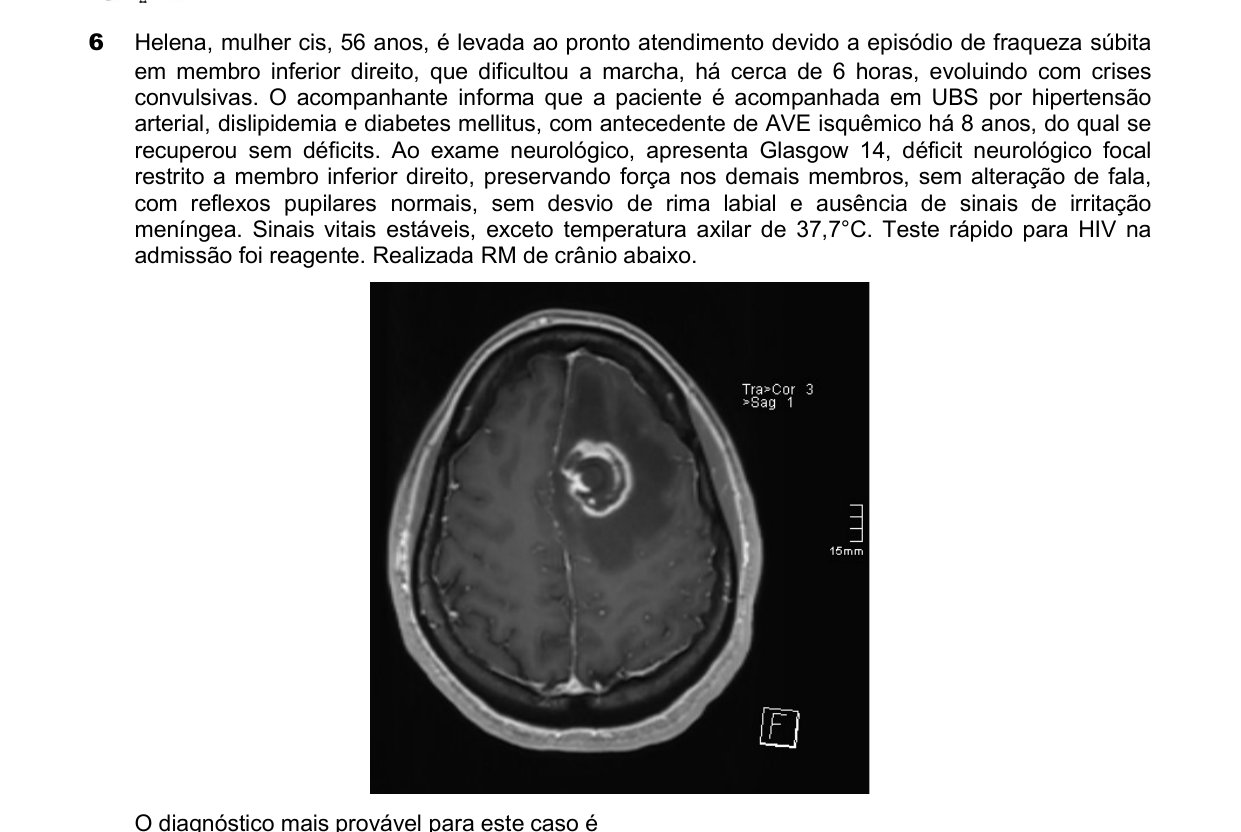 6 Helena, mulher cis, 56 anos, é levada ao pronto atendimento devido a episódio de fraqueza súbita
em membro inferior direito, que dificultou a marcha, há cerca de 6 horas, evoluindo com crises
convulsivas. O acompanhante informa que a paciente é acompanhada em UBS por hipertensão
arterial, dislipidemia e diabetes mellitus, com antecedente de AVE isquêmico há 8 anos, do qual se
recuperou sem déficits. Ao exame neurológico, apresenta Glasgow 14, déficit neurológico focal
restrito a membro inferior direito, preservando força nos demais membros, sem alteração de fala,
com reflexos pupilares normais, sem desvio de rima labial e ausência de sinais de irritação
meníngea. Sinais vitais estáveis, exceto temperatura axilar de 37,7°C. Teste rápido para HIV na
admissão foi reagente. Realizada RM de crânio abaixo.
Tra>Cor 3
>Sag 1
15mm
F
O diagnóstico mais provável para este caso é